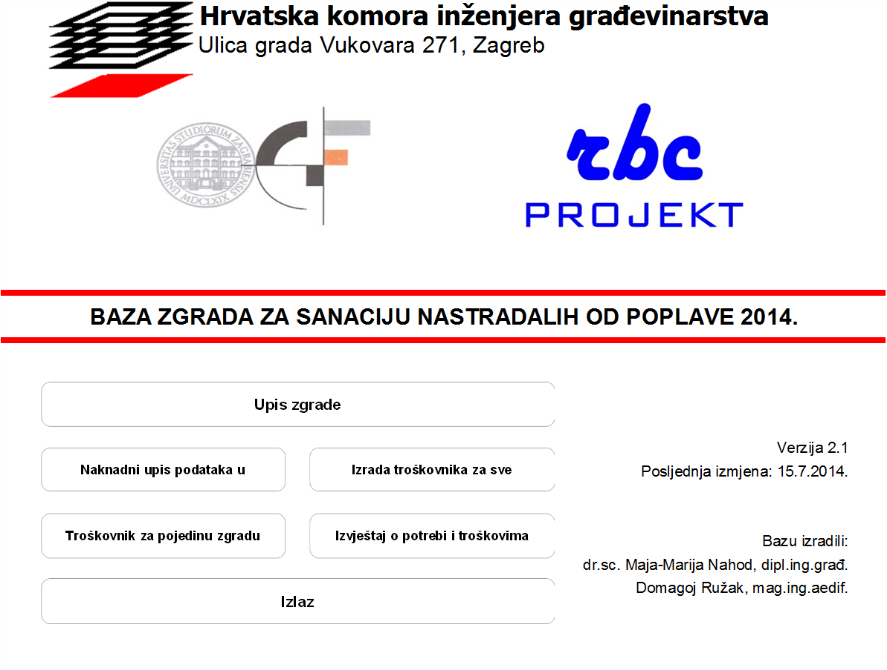 Hrvatska komora inženjera građevinarstva
Ulica grada Vukovara 271, Zagreb
UNIVERSITAS STUDIORUM ZAGRABIENSIS
MDCLXIX
rbc
PROJEKT
BAZA ZGRADA ZA SANACIJU NASTRADALIH OD POPLAVE 2014.
Upis zgrade
Naknadni upis podataka u
Izrada troškovnika za sve
Troškovnik za pojedinu zgradu
Izvještaj o potrebi i troškovima
Izlaz
Verzija 2.1
Posljednja izmjena: 15.7.2014.
Bazu izradili:
dr.sc. Maja-Marija Nahod, dipl.ing.građ.
Domagoj Ružak, mag.ing.aedif.